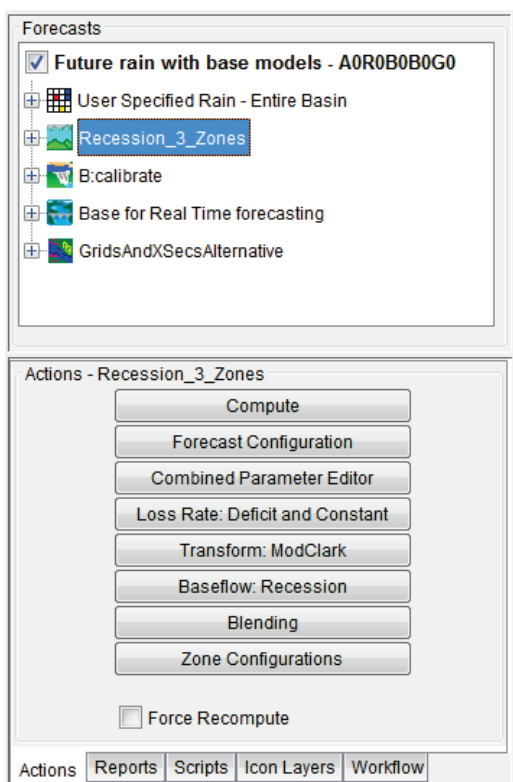 Forecasts
Future rain with base models - A0R0B0B0G0
User Specified Rain - Entire Basin
Recession_3_Zones
B:calibrate
Base for Real Time forecasting
GridsAndXSecsAlternative
Actions - Recession_3_Zones
Compute
Forecast Configuration
Combined Parameter Editor
Loss Rate: Deficit and Constant
Transform: ModClark
Baseflow: Recession
Blending
Zone Configurations
Force Recompute
Actions Reports Scripts Icon Layers Workflow